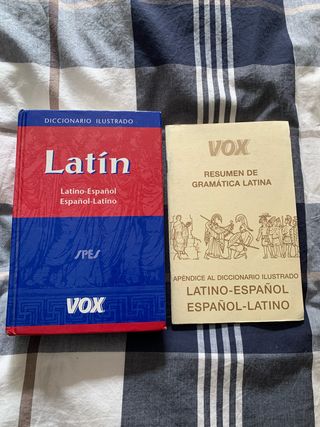 DICCIONARIO ILUSTRADO
Latín
Latino-Español
Español-Latino
SPES
VOX
VOX
RESUMEN DE
GRAMÁTICA LATINA
APÉNDICE AL DICCIONARIO ILUSTRADO
LATINO-ESPAÑOL
ESPAÑOL-LATINO